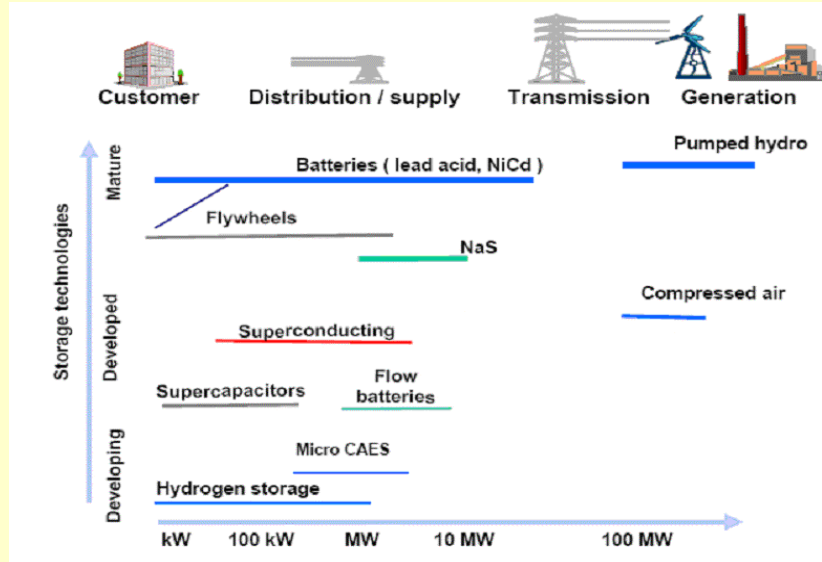 Customer
Distribution / supply
Transmission
Generation
Pumped hydro
Batteries ( lead acid, NiCd )
Mature
Flywheels
NaS
Storage technologies
Compressed air
Developed
Superconducting
Supercapacitors
Flow
batteries
Micro CAES
Developing
Hydrogen storage
kW
100 kW
MW
10 MW
100 MW